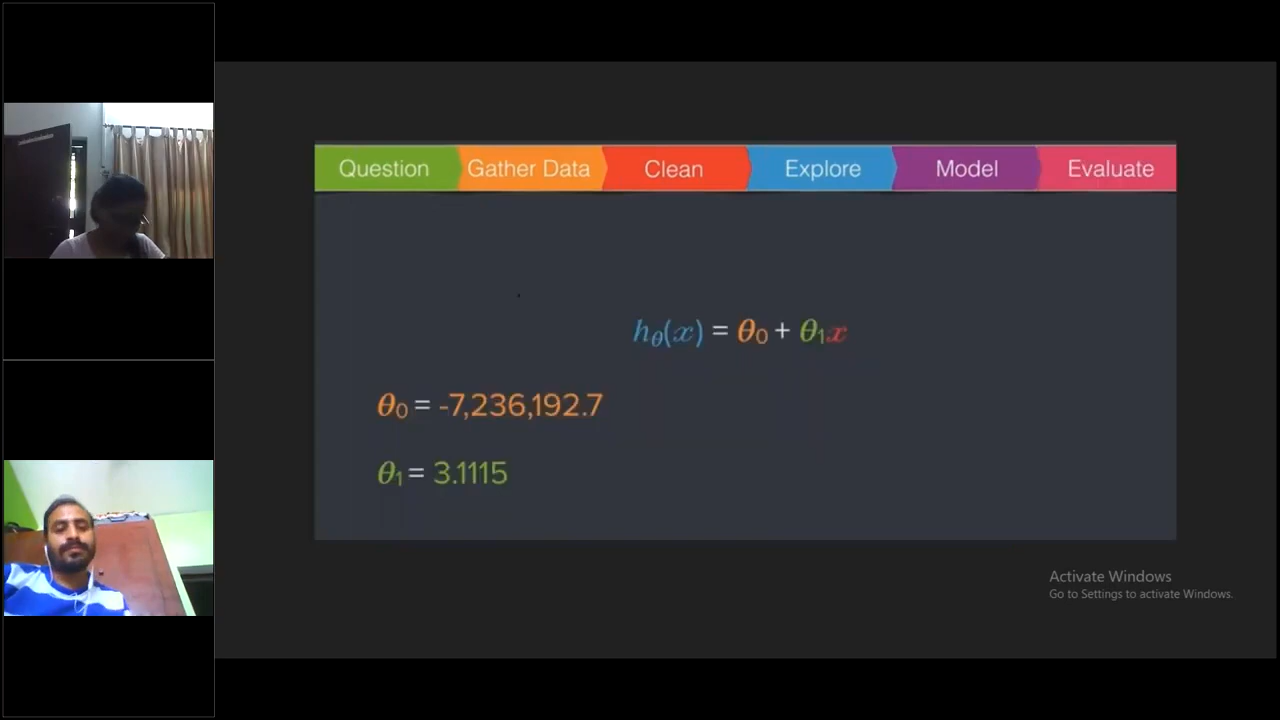 Question Gather Data Clean Explore Model Evaluate
hθ(x) = θ0 + θ1x
θ0 = -7,236,192.7
θ1 = 3.1115
Activate Windows
Go to Settings to activate Windows.